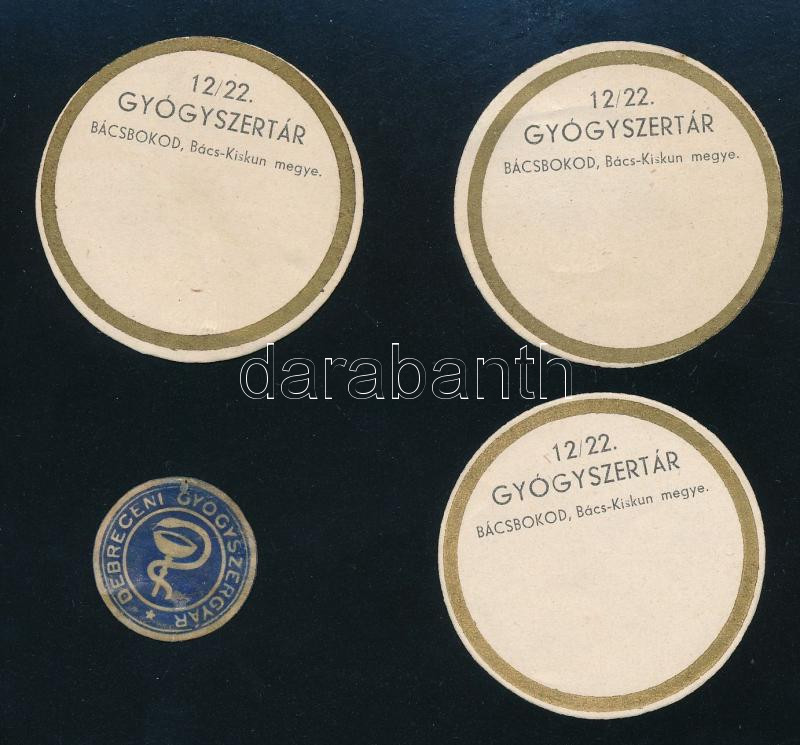 12/22.
GYÓGYSZERTÁR
BÁCSBOKOD, Bács-Kiskun megye.
12/22.
GYÓGYSZERTÁR
BÁCSBOKOD, Bács-Kiskun megye.
darabanth
12/22.
GYÓGYSZERTÁR
BÁCSBOKOD, Bács-Kiskun megye.
DEBRECENI GYÓGYSZERGYÁR